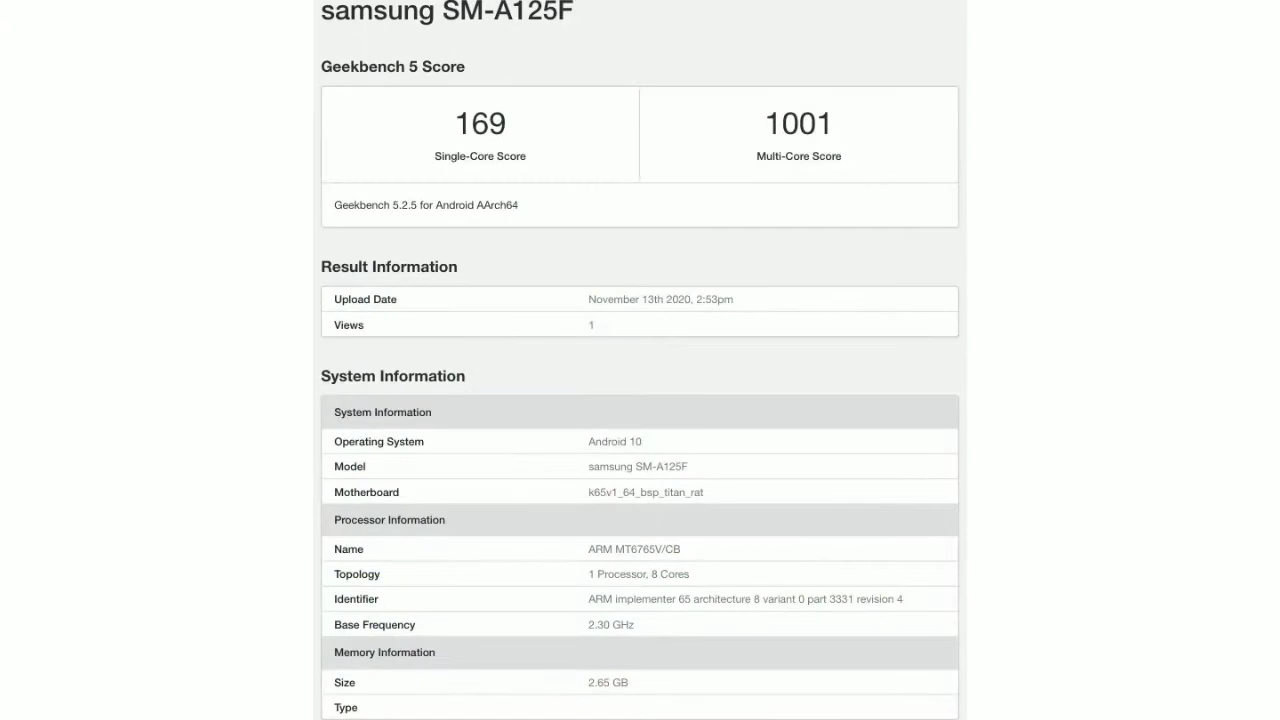 samsung SM-A125F
Geekbench 5 Score
169 1001
Single-Core Score Multi-Core Score
Geekbench 5.2.5 for Android AArch64
Result Information
Upload Date November 13th 2020, 2:53pm
Views 1
System Information
System Information
Operating System Android 10
Model samsung SM-A125F
Motherboard k65v1_64_bsp_titan_rat
Processor Information
Name ARM MT6765V/CB
Topology 1 Processor, 8 Cores
Identifier ARM implementer 65 architecture 8 variant 0 part 3331 revision 4
Base Frequency 2.30 GHz
Memory Information
Size 2.65 GB
Type